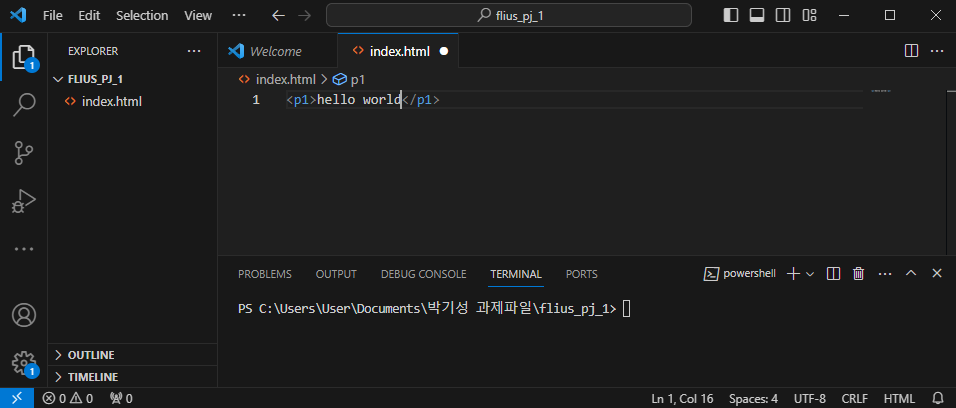 File Edit Selection View ··· flius_pj_1
EXPLORER ···
Welcome index.html
FLIUS_PJ_1
index.html > p1
index.html
1 <p1>hello world</p1>
1
PROBLEMS OUTPUT DEBUG CONSOLE TERMINAL PORTS powershell
PS C:\Users\User\Documents\박기성 과제파일\flius_pj_1>
OUTLINE
TIMELINE
1
0 0 0 Ln 1, Col 16 Spaces: 4 UTF-8 CRLF HTML